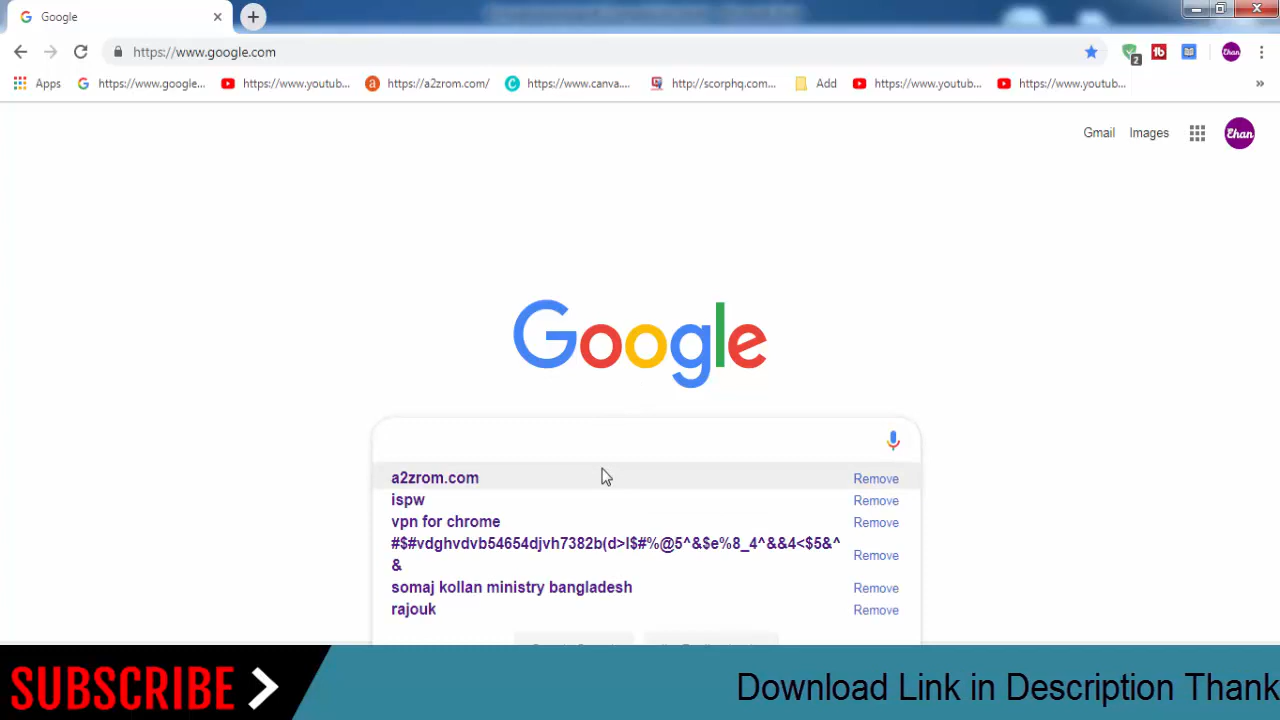 Google
https://www.google.com
2
Ehan
Apps
https://www.google...
https://www.youtub...
https://a2zrom.com/
https://www.canva....
http://scorphq.com...
Add
https://www.youtub...
https://www.youtub...
Gmail
Images
Ehan
Google
a2zrom.com
Remove
ispw
Remove
vpn for chrome
Remove
#$#vdghvdvb54654djvh7382b(d>l$#%@5^&$e%8_4^&&4<$5&^
&
Remove
somaj kollan ministry bangladesh
Remove
rajouk
Remove
SUBSCRIBE
Download Link in Description Thank